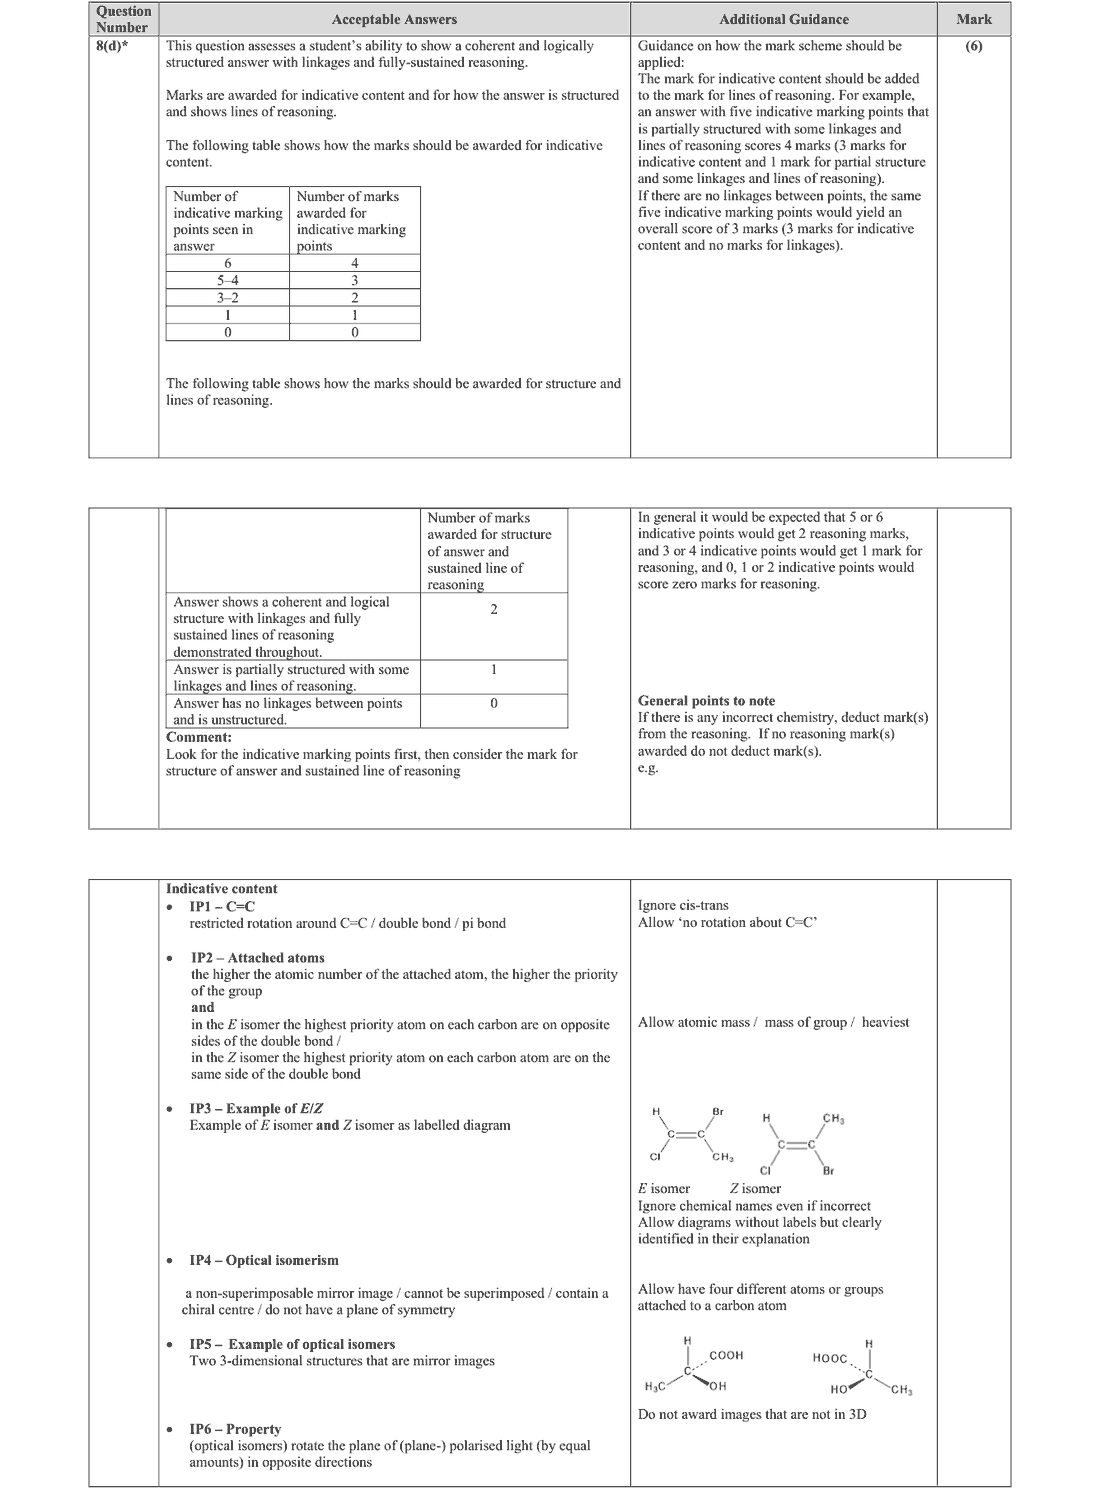 Question Number | Acceptable Answers | Additional Guidance | Mark
8(d)*
This question assesses a student's ability to show a coherent and logically
structured answer with linkages and fully-sustained reasoning.
Marks are awarded for indicative content and for how the answer is structured
and shows lines of reasoning.
The following table shows how the marks should be awarded for indicative
content.
Number of
indicative marking
points seen in
answer
Number of marks
awarded for
indicative marking
points
6 4
5–4 3
3–2 2
1 1
0 0
The following table shows how the marks should be awarded for structure and
lines of reasoning.
Guidance on how the mark scheme should be
applied:
The mark for indicative content should be added
to the mark for lines of reasoning. For example,
an answer with five indicative marking points that
is partially structured with some linkages and
lines of reasoning scores 4 marks (3 marks for
indicative content and 1 mark for partial structure
and some linkages and lines of reasoning).
If there are no linkages between points, the same
five indicative marking points would yield an
overall score of 3 marks (3 marks for indicative
content and no marks for linkages).
(6)
Number of marks
awarded for structure
of answer and
sustained line of
reasoning
Answer shows a coherent and logical
structure with linkages and fully
sustained lines of reasoning
demonstrated throughout.
2
Answer is partially structured with some
linkages and lines of reasoning.
1
Answer has no linkages between points
and is unstructured.
0
Comment:
Look for the indicative marking points first, then consider the mark for
structure of answer and sustained line of reasoning
In general it would be expected that 5 or 6
indicative points would get 2 reasoning marks,
and 3 or 4 indicative points would get 1 mark for
reasoning, and 0, 1 or 2 indicative points would
score zero marks for reasoning.
General points to note
If there is any incorrect chemistry, deduct mark(s)
from the reasoning. If no reasoning mark(s)
awarded do not deduct mark(s).
e.g.
Indicative content
• IP1 – C=C
restricted rotation around C=C / double bond / pi bond
Ignore cis-trans
Allow 'no rotation about C=C'
• IP2 – Attached atoms
the higher the atomic number of the attached atom, the higher the priority
of the group
and
in the E isomer the highest priority atom on each carbon are on opposite
sides of the double bond /
in the Z isomer the highest priority atom on each carbon atom are on the
same side of the double bond
Allow atomic mass / mass of group / heaviest
• IP3 – Example of E/Z
Example of E isomer and Z isomer as labelled diagram
H Br
C=C
Cl CH3
H CH3
C=C
Cl Br
E isomer Z isomer
Ignore chemical names even if incorrect
Allow diagrams without labels but clearly
identified in their explanation
• IP4 – Optical isomerism
a non-superimposable mirror image / cannot be superimposed / contain a
chiral centre / do not have a plane of symmetry
Allow have four different atoms or groups
attached to a carbon atom
• IP5 – Example of optical isomers
Two 3-dimensional structures that are mirror images
H
COOH
C
H3C OH
H
HOOC
C
HO CH3
Do not award images that are not in 3D
• IP6 – Property
(optical isomers) rotate the plane of (plane-) polarised light (by equal
amounts) in opposite directions